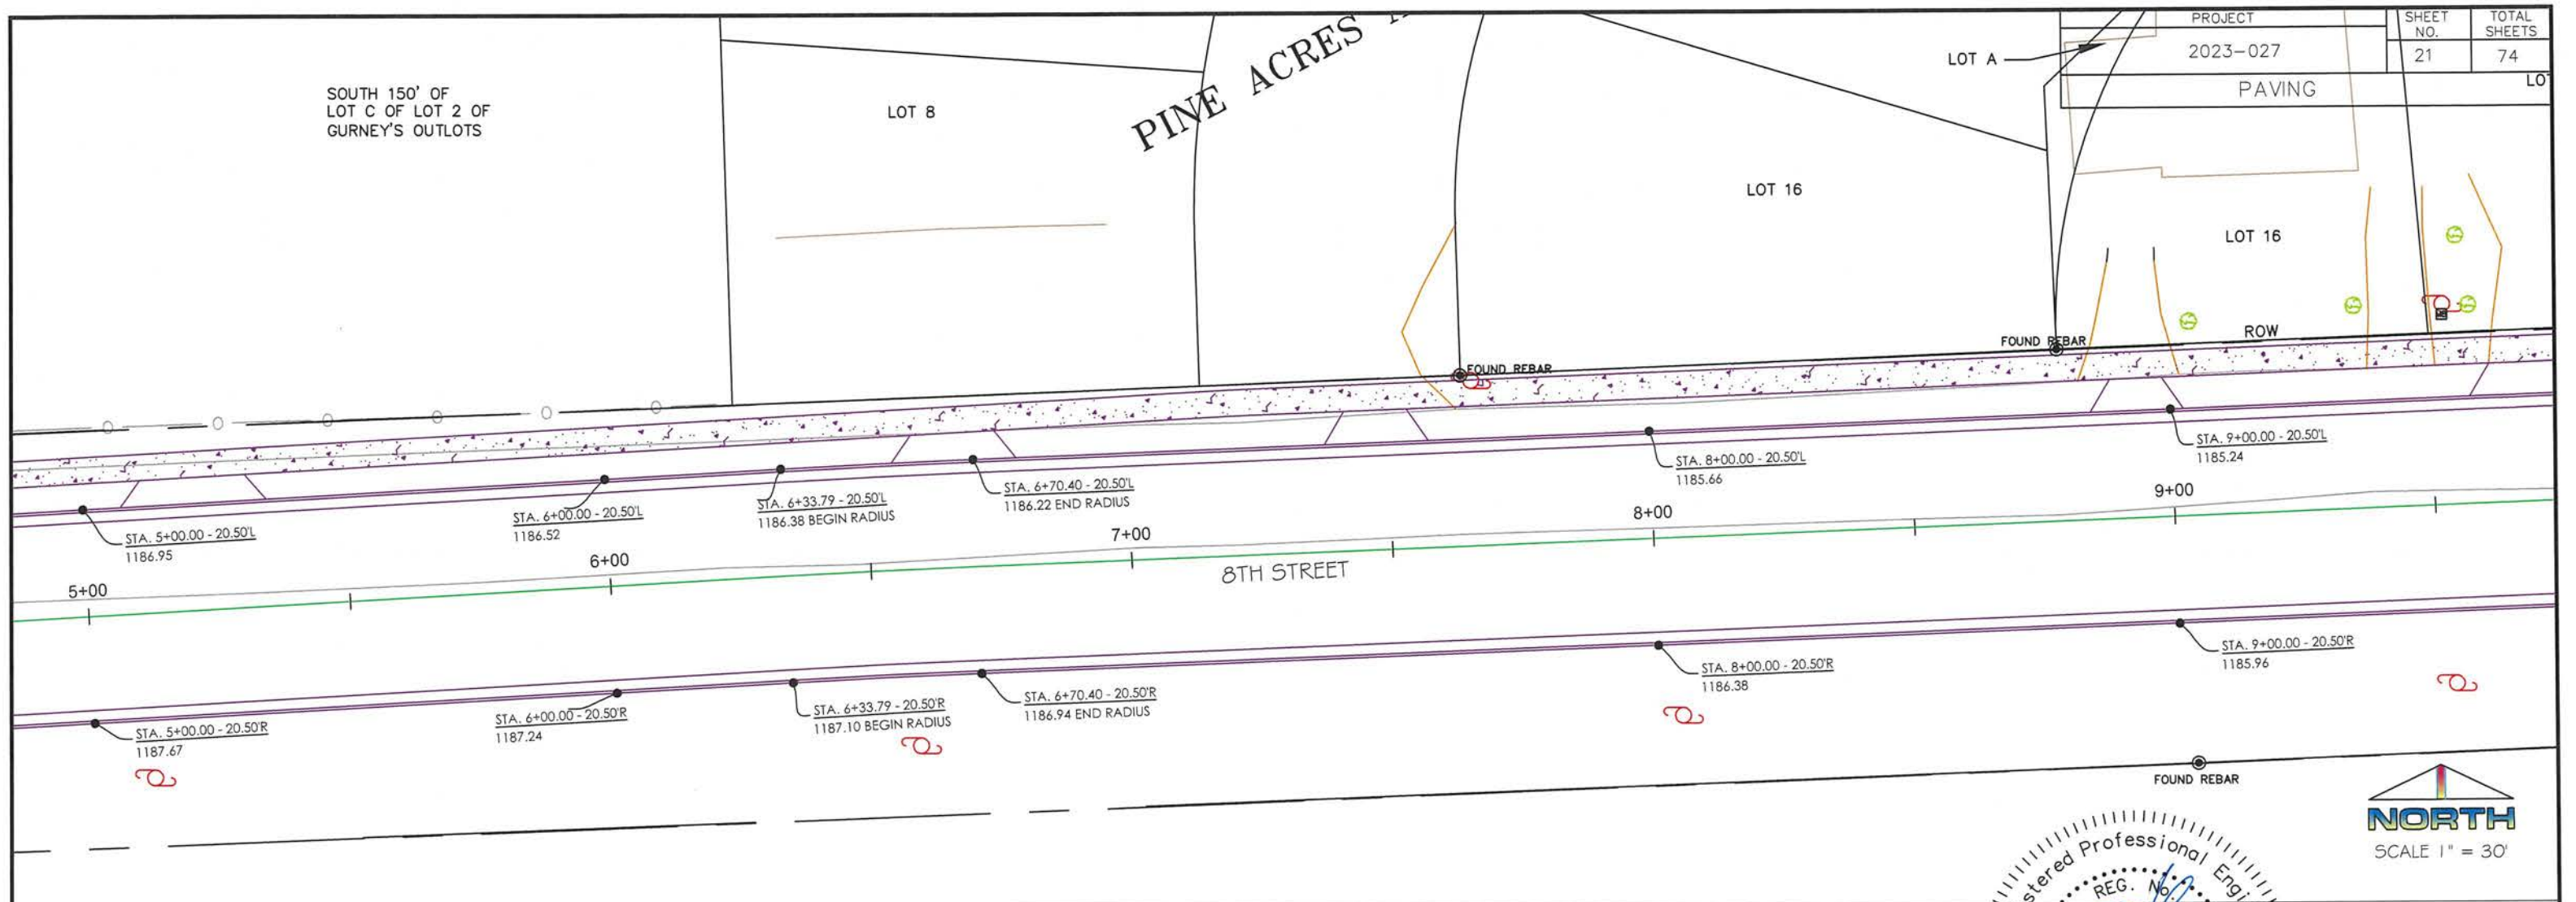 PROJECT
SHEET NO.
TOTAL SHEETS
2023-027
21
74
PAVING
LOT A
SOUTH 150' OF
LOT C OF LOT 2 OF
GURNEY'S OUTLOTS
LOT 8
PINE ACRES
LOT 16
LOT 16
ROW
FOUND REBAR
FOUND REBAR
STA. 5+00.00 - 20.50'L
1186.95
STA. 6+00.00 - 20.50'L
1186.52
STA. 6+33.79 - 20.50'L
1186.38 BEGIN RADIUS
STA. 6+70.40 - 20.50'L
1186.22 END RADIUS
STA. 8+00.00 - 20.50'L
1185.66
STA. 9+00.00 - 20.50'L
1185.24
5+00
6+00
7+00
8+00
9+00
8TH STREET
STA. 5+00.00 - 20.50'R
1187.67
STA. 6+00.00 - 20.50'R
1187.24
STA. 6+33.79 - 20.50'R
1187.10 BEGIN RADIUS
STA. 6+70.40 - 20.50'R
1186.94 END RADIUS
STA. 8+00.00 - 20.50'R
1186.38
STA. 9+00.00 - 20.50'R
1185.96
FOUND REBAR
NORTH
SCALE 1" = 30'
Professional
REG. No.